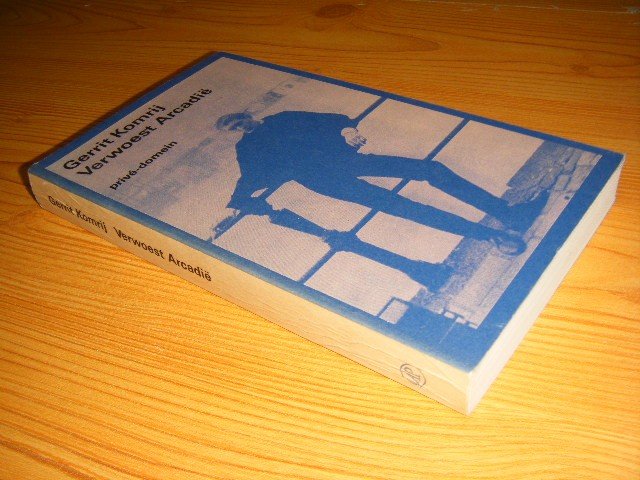 Gerrit Komrij
Verwoest Arcadië
privé-domein
Gerrit Komrij Verwoest Arcadië